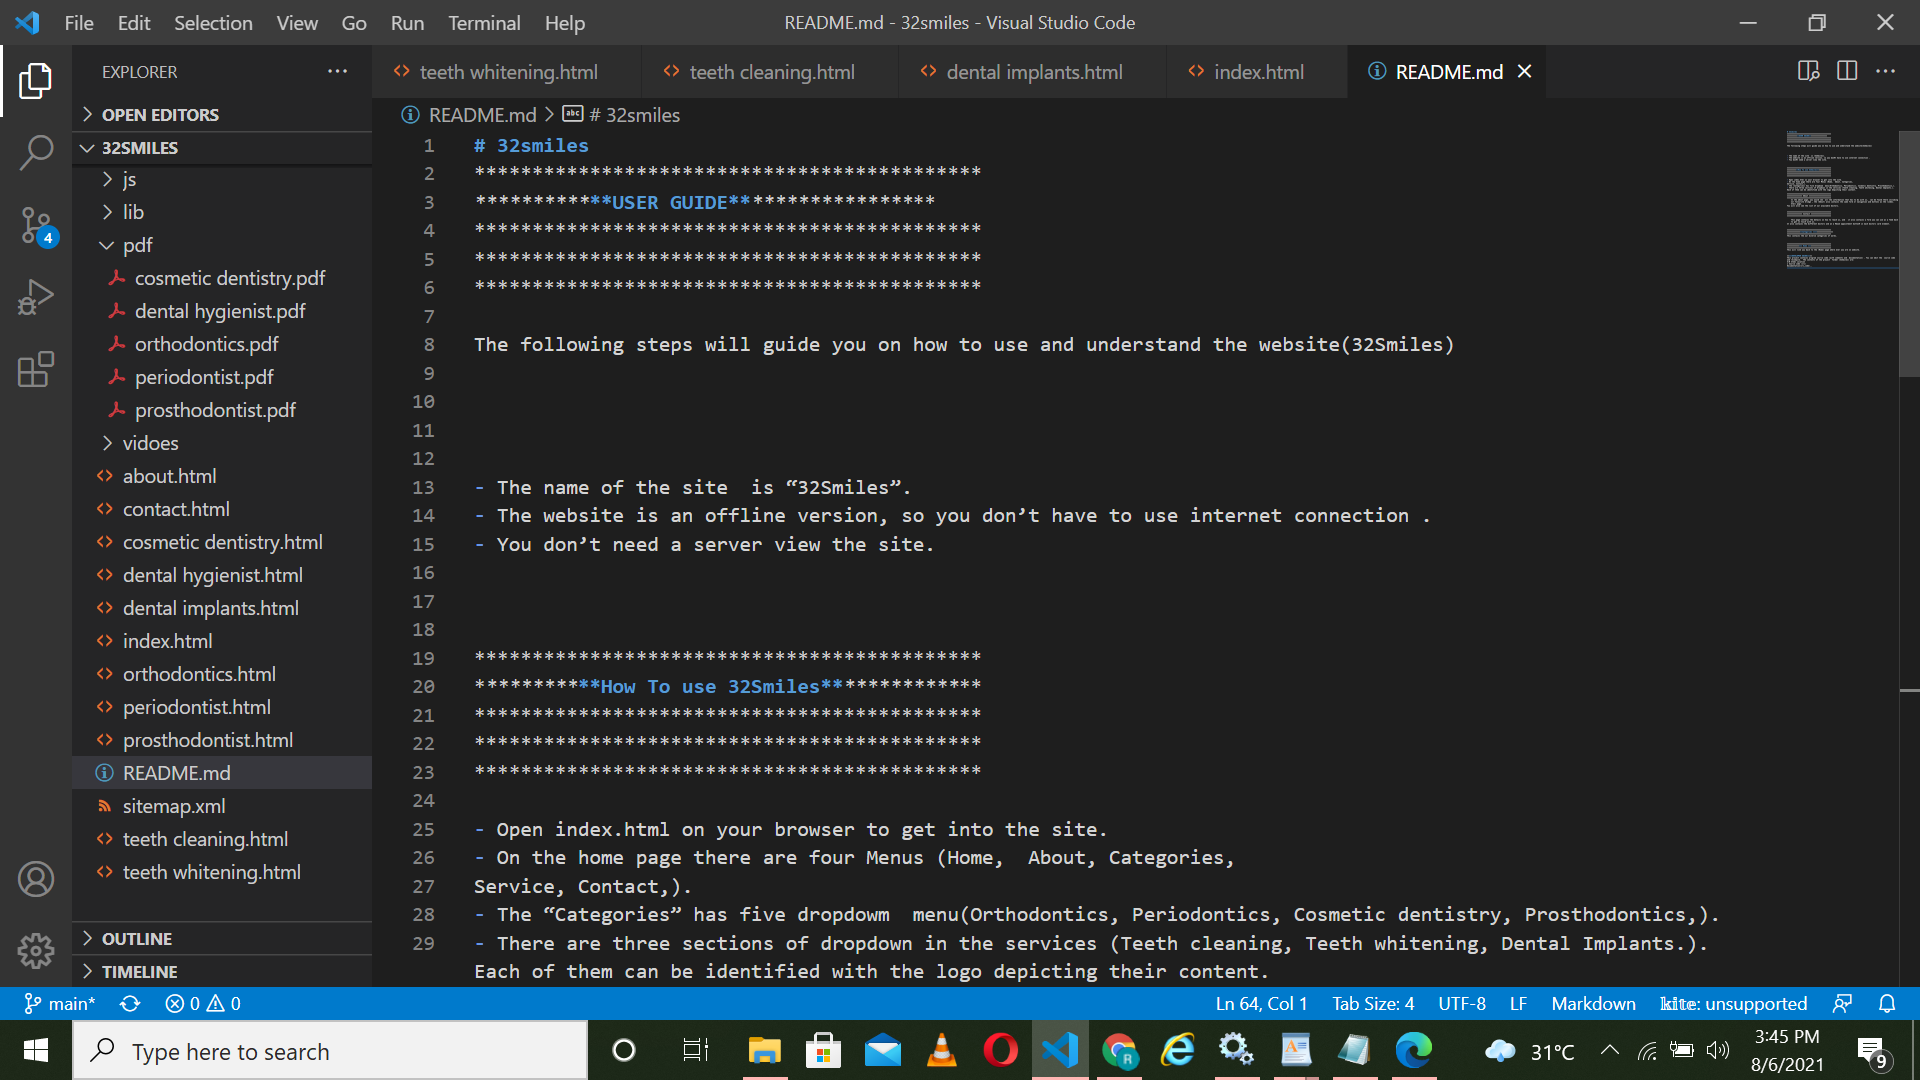 File Edit Selection View Go Run Terminal Help
README.md - 32smiles - Visual Studio Code
EXPLORER
teeth whitening.html
teeth cleaning.html
dental implants.html
index.html
README.md
OPEN EDITORS
32SMILES
js
lib
pdf
cosmetic dentistry.pdf
dental hygienist.pdf
orthodontics.pdf
periodontist.pdf
prosthodontist.pdf
vidoes
about.html
contact.html
cosmetic dentistry.html
dental hygienist.html
dental implants.html
index.html
orthodontics.html
periodontist.html
prosthodontist.html
README.md
sitemap.xml
teeth cleaning.html
teeth whitening.html
OUTLINE
TIMELINE
4
README.md > abc # 32smiles
1 # 32smiles
2 ********************************************
3 ************USER GUIDE******************
4 ********************************************
5 ********************************************
6 ********************************************
7
8 The following steps will guide you on how to use and understand the website(32Smiles)
9
10
11
12
13 - The name of the site  is “32Smiles”.
14 - The website is an offline version, so you don’t have to use internet connection .
15 - You don’t need a server view the site.
16
17
18
19 ********************************************
20 ***********How To use 32Smiles**************
21 ********************************************
22 ********************************************
23 ********************************************
24
25 - Open index.html on your browser to get into the site.
26 - On the home page there are four Menus (Home,  About, Categories,
27 Service, Contact,).
28 - The “Categories” has five dropdowm  menu(Orthodontics, Periodontics, Cosmetic dentistry, Prosthodontics,).
29 - There are three sections of dropdown in the services (Teeth cleaning, Teeth whitening, Dental Implants.).
Each of them can be identified with the logo depicting their content.
main* 0 0
Ln 64, Col 1 Tab Size: 4 UTF-8 LF Markdown kite: unsupported
Type here to search
R
31°C
3:45 PM
8/6/2021
9